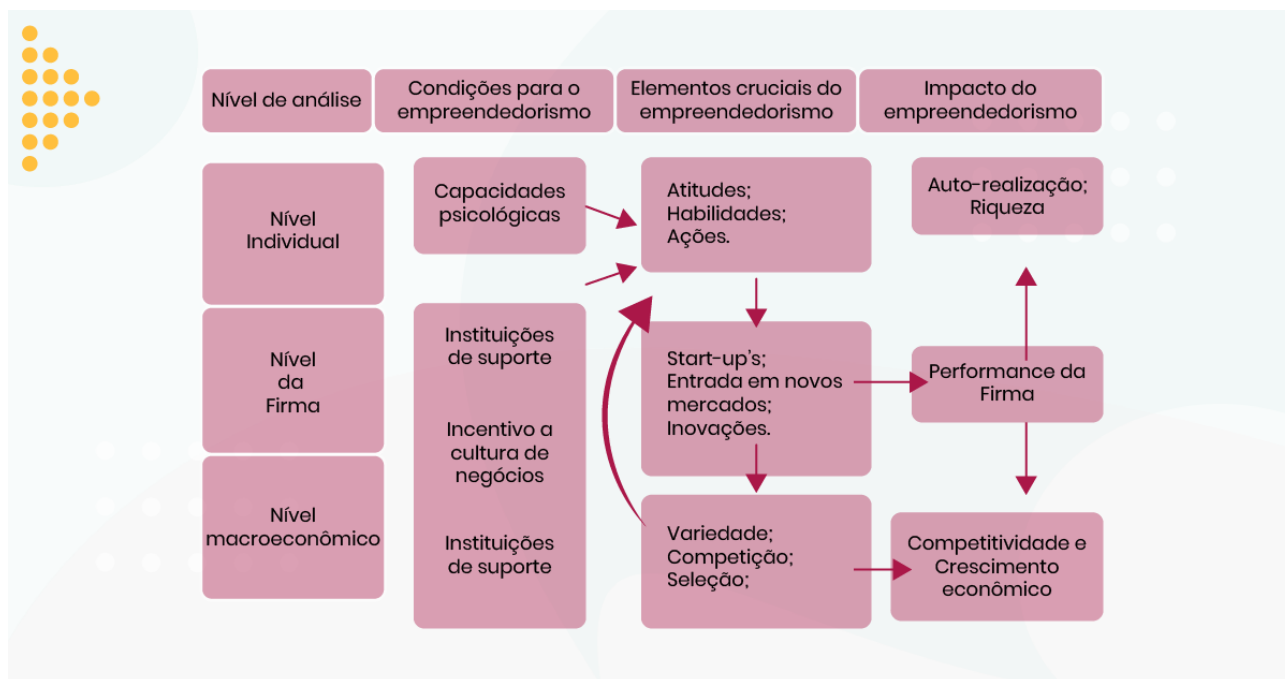 Nível de análise
Condições para o
empreendedorismo
Elementos cruciais do
empreendedorismo
Impacto do
empreendedorismo
Nível
Individual
Capacidades
psicológicas
Atitudes;
Habilidades;
Ações.
Auto-realização;
Riqueza
Nível
da
Firma
Instituições
de suporte
Start-up's;
Entrada em novos
mercados;
Inovações.
Performance da
Firma
Incentivo a
cultura de
negócios
Nível
macroeconômico
Instituições
de suporte
Variedade;
Competição;
Seleção;
Competitividade e
Crescimento
econômico